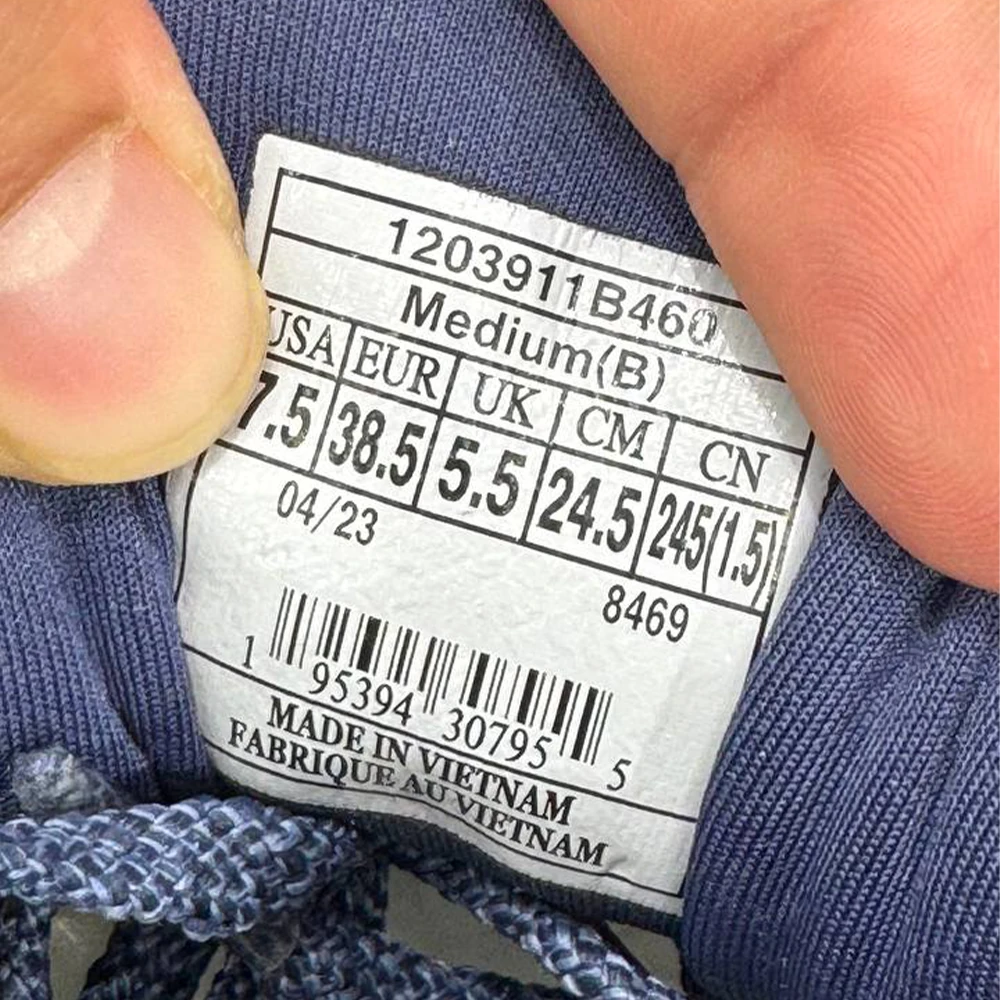 1203911B460
Medium(B)
USA EUR UK CM CN
7.5 38.5 5.5 24.5 245(1.5)
04/23
8469
1 95394 30795 5
MADE IN VIETNAM
FABRIQUE AU VIETNAM